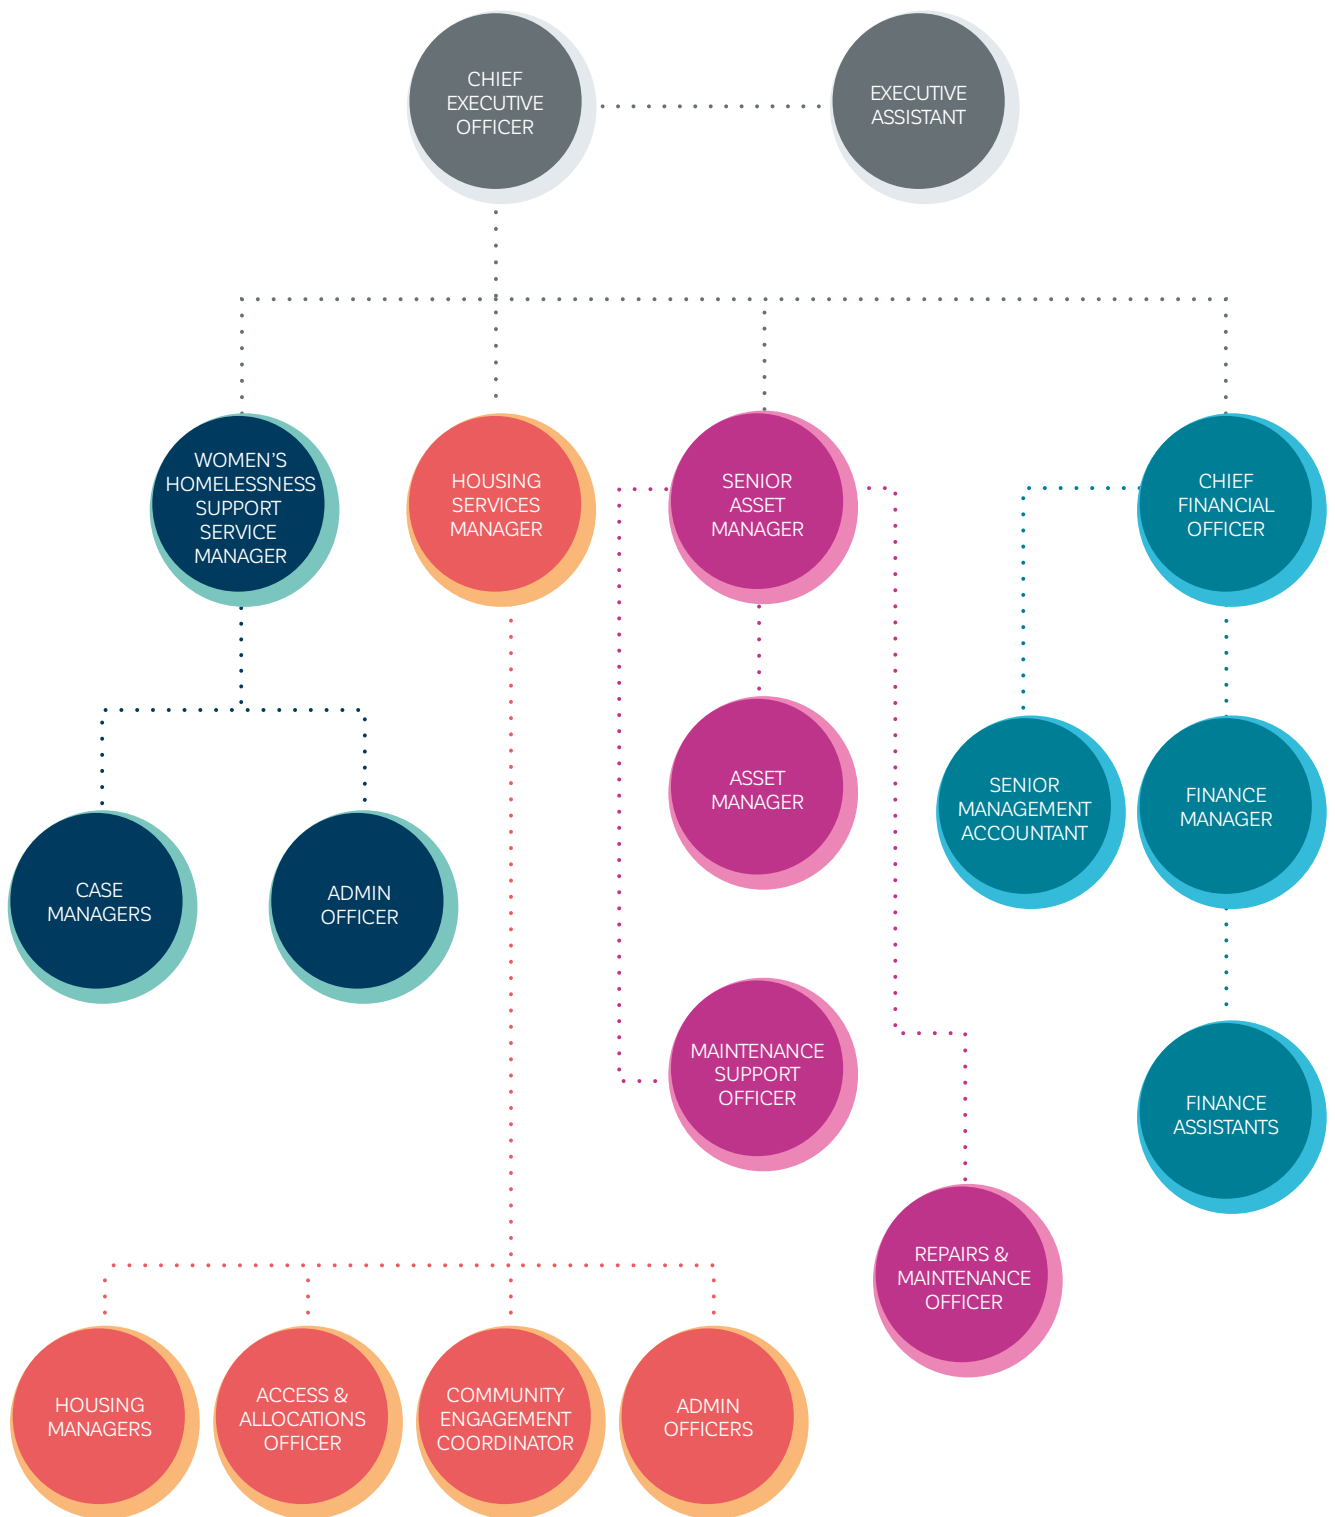 CHIEF
EXECUTIVE
OFFICER
EXECUTIVE
ASSISTANT
WOMEN'S
HOMELESSNESS
SUPPORT
SERVICE
MANAGER
HOUSING
SERVICES
MANAGER
SENIOR
ASSET
MANAGER
CHIEF
FINANCIAL
OFFICER
ASSET
MANAGER
SENIOR
MANAGEMENT
ACCOUNTANT
FINANCE
MANAGER
CASE
MANAGERS
ADMIN
OFFICER
MAINTENANCE
SUPPORT
OFFICER
FINANCE
ASSISTANTS
REPAIRS &
MAINTENANCE
OFFICER
HOUSING
MANAGERS
ACCESS &
ALLOCATIONS
OFFICER
COMMUNITY
ENGAGEMENT
COORDINATOR
ADMIN
OFFICERS